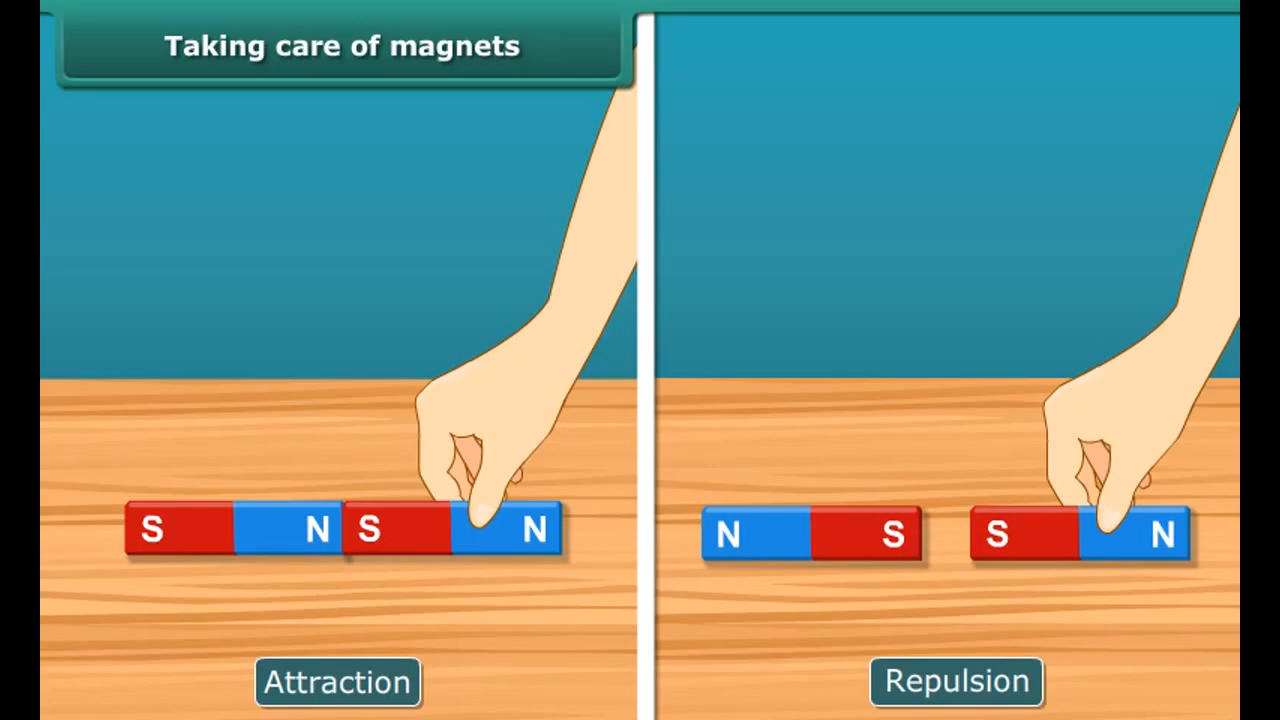 Taking care of magnets
S N S N
N S S N
Attraction
Repulsion